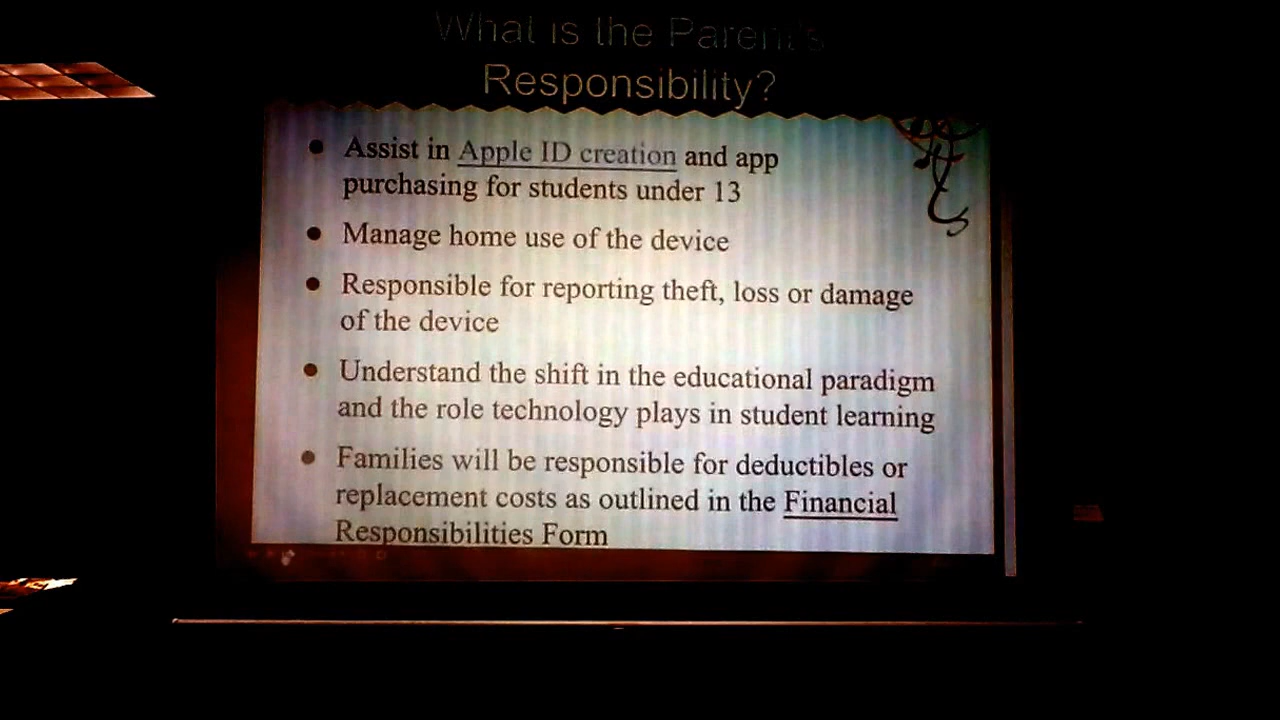 What is the Parent's
Responsibility?
● Assist in Apple ID creation and app
purchasing for students under 13
● Manage home use of the device
● Responsible for reporting theft, loss or damage
of the device
● Understand the shift in the educational paradigm
and the role technology plays in student learning
● Families will be responsible for deductibles or
replacement costs as outlined in the Financial
Responsibilities Form